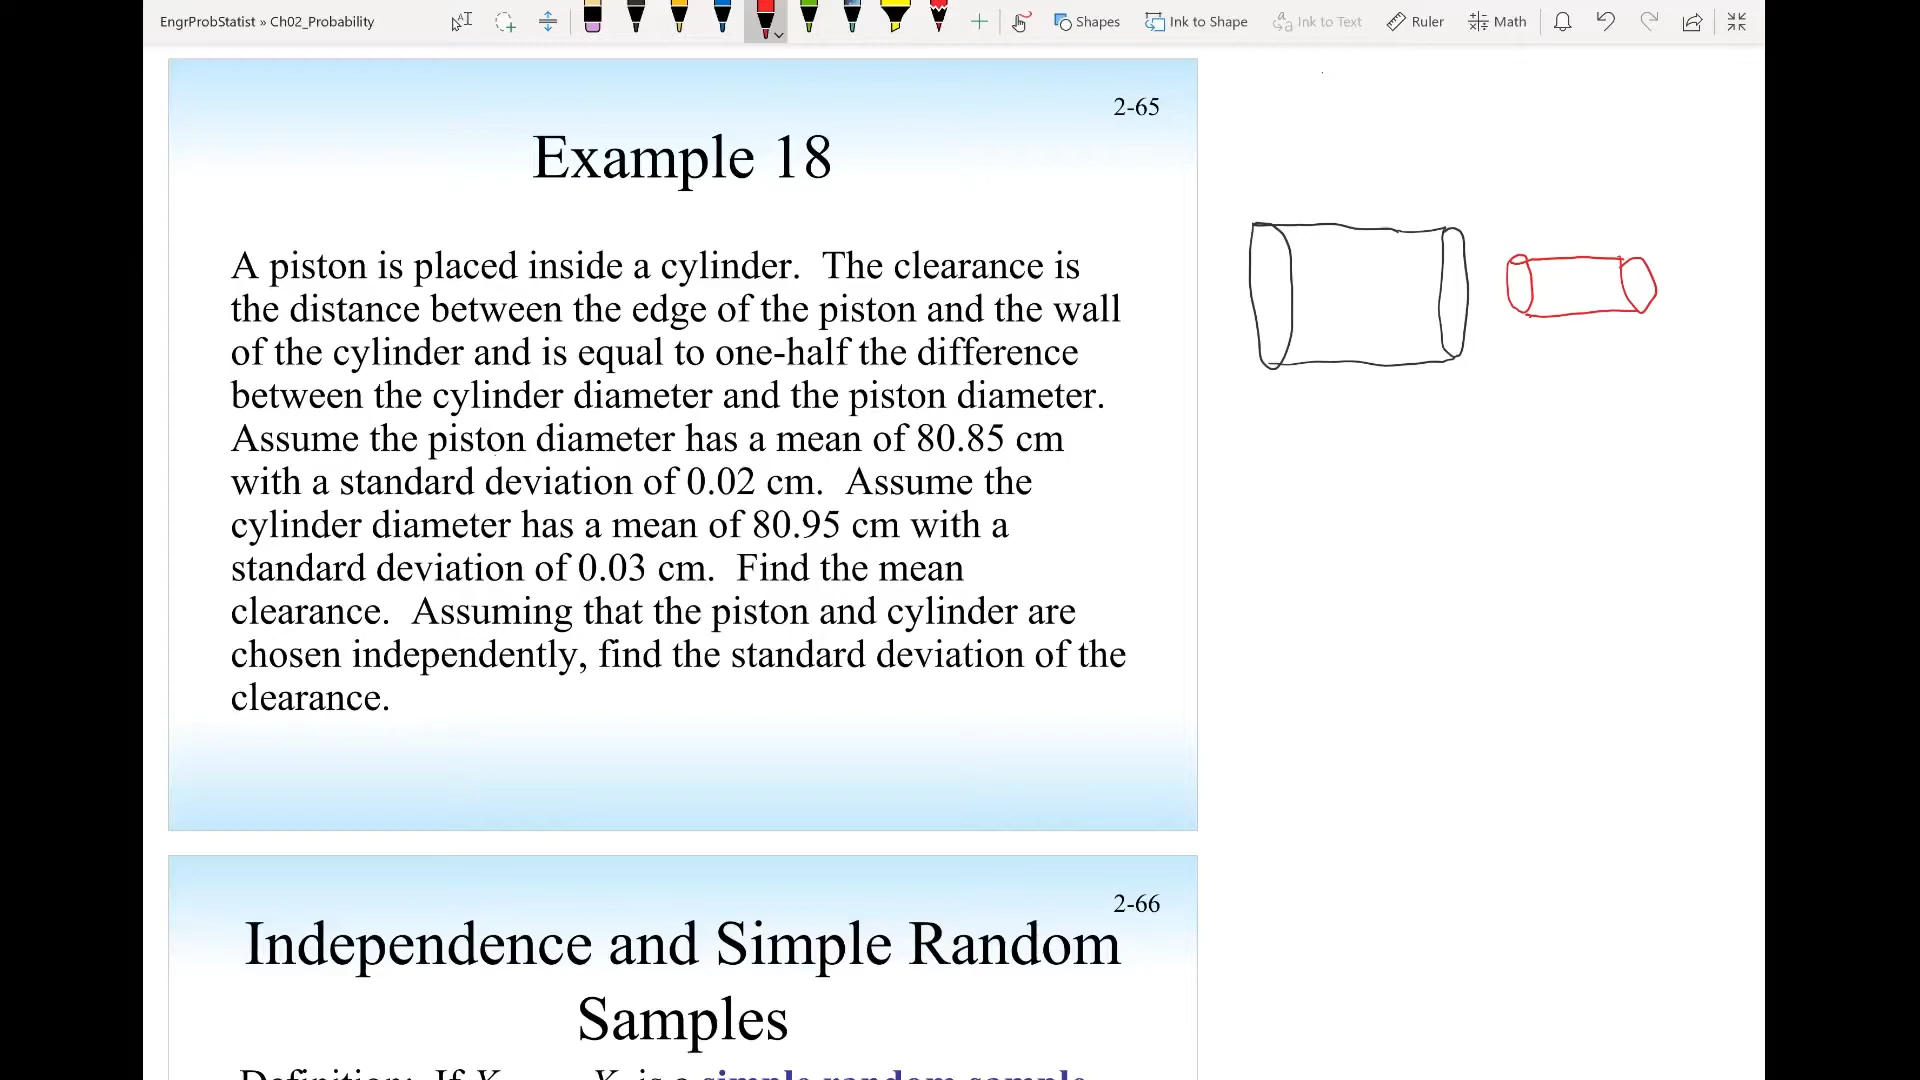 EngrProbStatist » Ch02_Probability
Shapes
Ink to Shape
Ink to Text
Ruler
Math
2-65
Example 18
A piston is placed inside a cylinder. The clearance is
the distance between the edge of the piston and the wall
of the cylinder and is equal to one-half the difference
between the cylinder diameter and the piston diameter.
Assume the piston diameter has a mean of 80.85 cm
with a standard deviation of 0.02 cm. Assume the
cylinder diameter has a mean of 80.95 cm with a
standard deviation of 0.03 cm. Find the mean
clearance. Assuming that the piston and cylinder are
chosen independently, find the standard deviation of the
clearance.
2-66
Independence and Simple Random
Samples
Definition: If X is a simple random sample